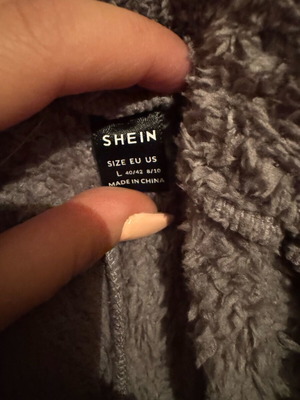 SHEIN
SIZE EU US
L 40/42 8/10
MADE IN CHINA